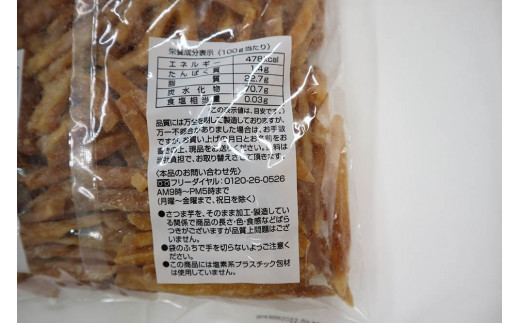 栄養成分表示(100g当たり)
エネルギー 478kcal
たんぱく質 1.4g
脂質 22.7g
炭水化物 70.7g
食塩相当量 0.03g
この表示値は、目安です。
品質には万全を期して製造しておりますが、
万一不都合がありました場合は、お手数
ですが、お買い上げの月日とお名前をお
書きの上、現品をお送りください。送料は
弊社負担で、お取り替えさせて頂きます。
〈本品のお問い合わせ先〉
フリーダイヤル:0120-26-0526
AM9時〜PM5時まで
(月曜〜金曜まで、祝日を除く)
●さつま芋を、そのまま加工・製造してい
る関係で商品の長さ・色・食感などばら
つきがございますが品質上問題はござ
いません。
●袋のふちで手を切らないようご注意く
ださい。
●この商品には塩素系プラスチック包材
は使用していません。